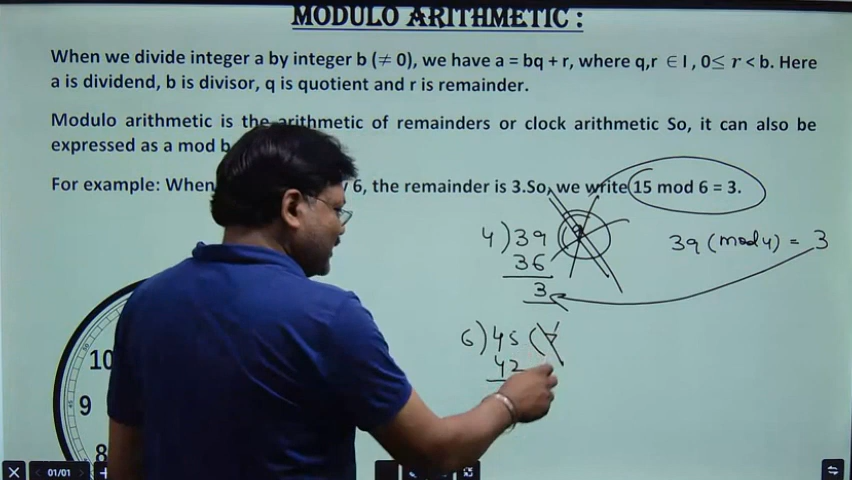 MODULO ARITHMETIC :
When we divide integer a by integer b (≠ 0), we have a = bq + r, where q,r ∈ I , 0≤ r < b. Here
a is dividend, b is divisor, q is quotient and r is remainder.
Modulo arithmetic is the arithmetic of remainders or clock arithmetic So, it can also be
expressed as a mod b
For example: When 6, the remainder is 3.So, we write 15 mod 6 = 3.
4 ) 39
39 (mod 4) = 3
36
3
6 ) 45 ( 7
42
10
9
8
01/01